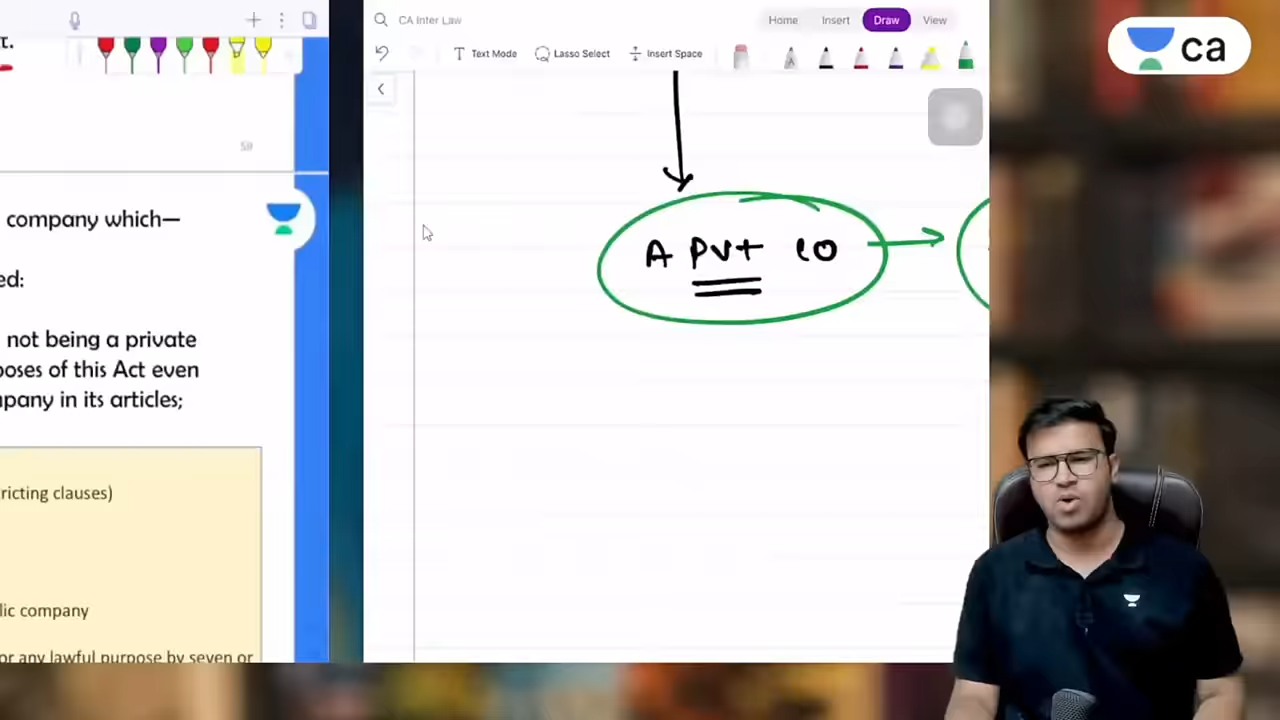 t.
59
company which—
ed:
not being a private
poses of this Act even
pany in its articles;
ricting clauses)
lic company
or any lawful purpose by seven or
CA Inter Law
Home Insert Draw View
Text Mode Lasso Select Insert Space
A Pvt co
ca